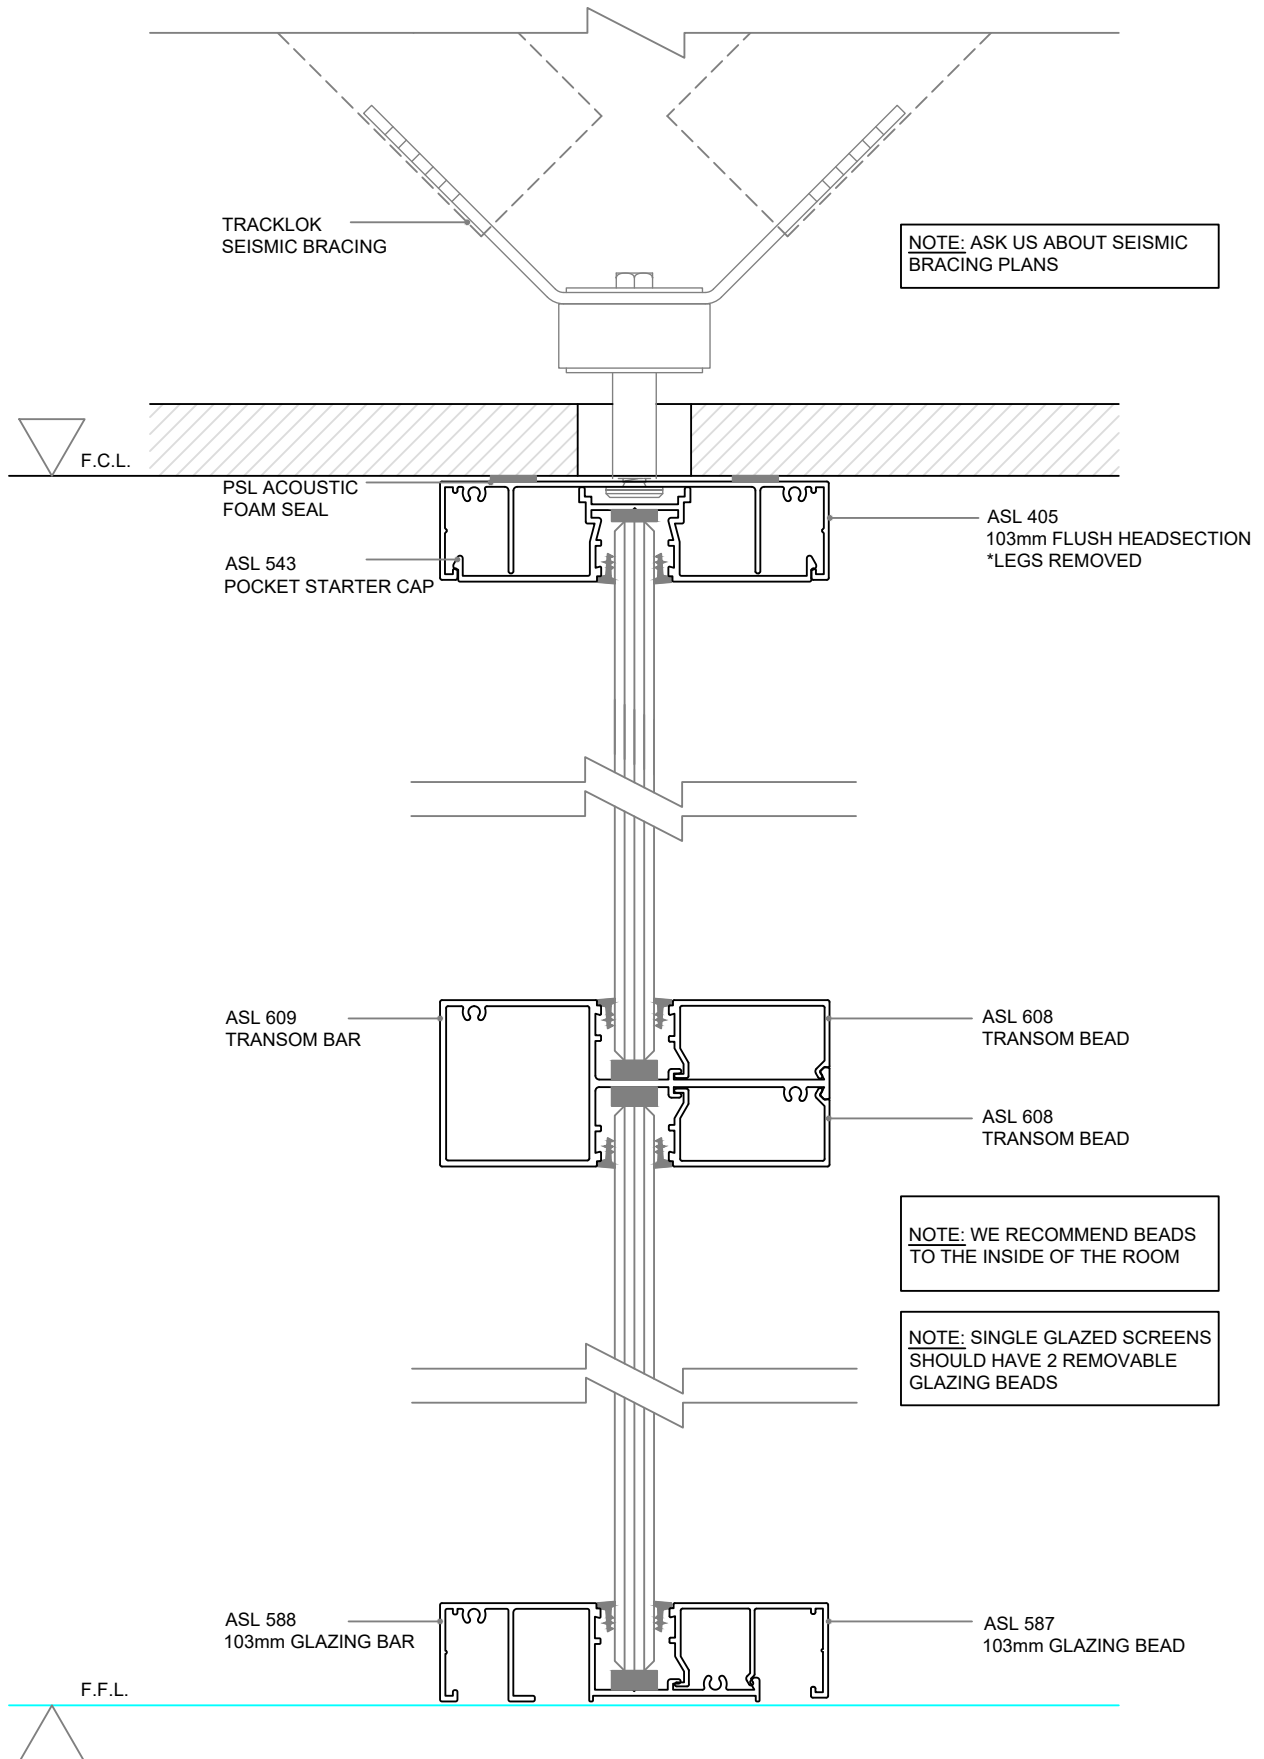 TRACKLOK
SEISMIC BRACING
NOTE: ASK US ABOUT SEISMIC
BRACING PLANS
F.C.L.
PSL ACOUSTIC
FOAM SEAL
ASL 405
103mm FLUSH HEADSECTION
*LEGS REMOVED
ASL 543
POCKET STARTER CAP
ASL 609
TRANSOM BAR
ASL 608
TRANSOM BEAD
ASL 608
TRANSOM BEAD
NOTE: WE RECOMMEND BEADS
TO THE INSIDE OF THE ROOM
NOTE: SINGLE GLAZED SCREENS
SHOULD HAVE 2 REMOVABLE
GLAZING BEADS
ASL 588
103mm GLAZING BAR
ASL 587
103mm GLAZING BEAD
F.F.L.